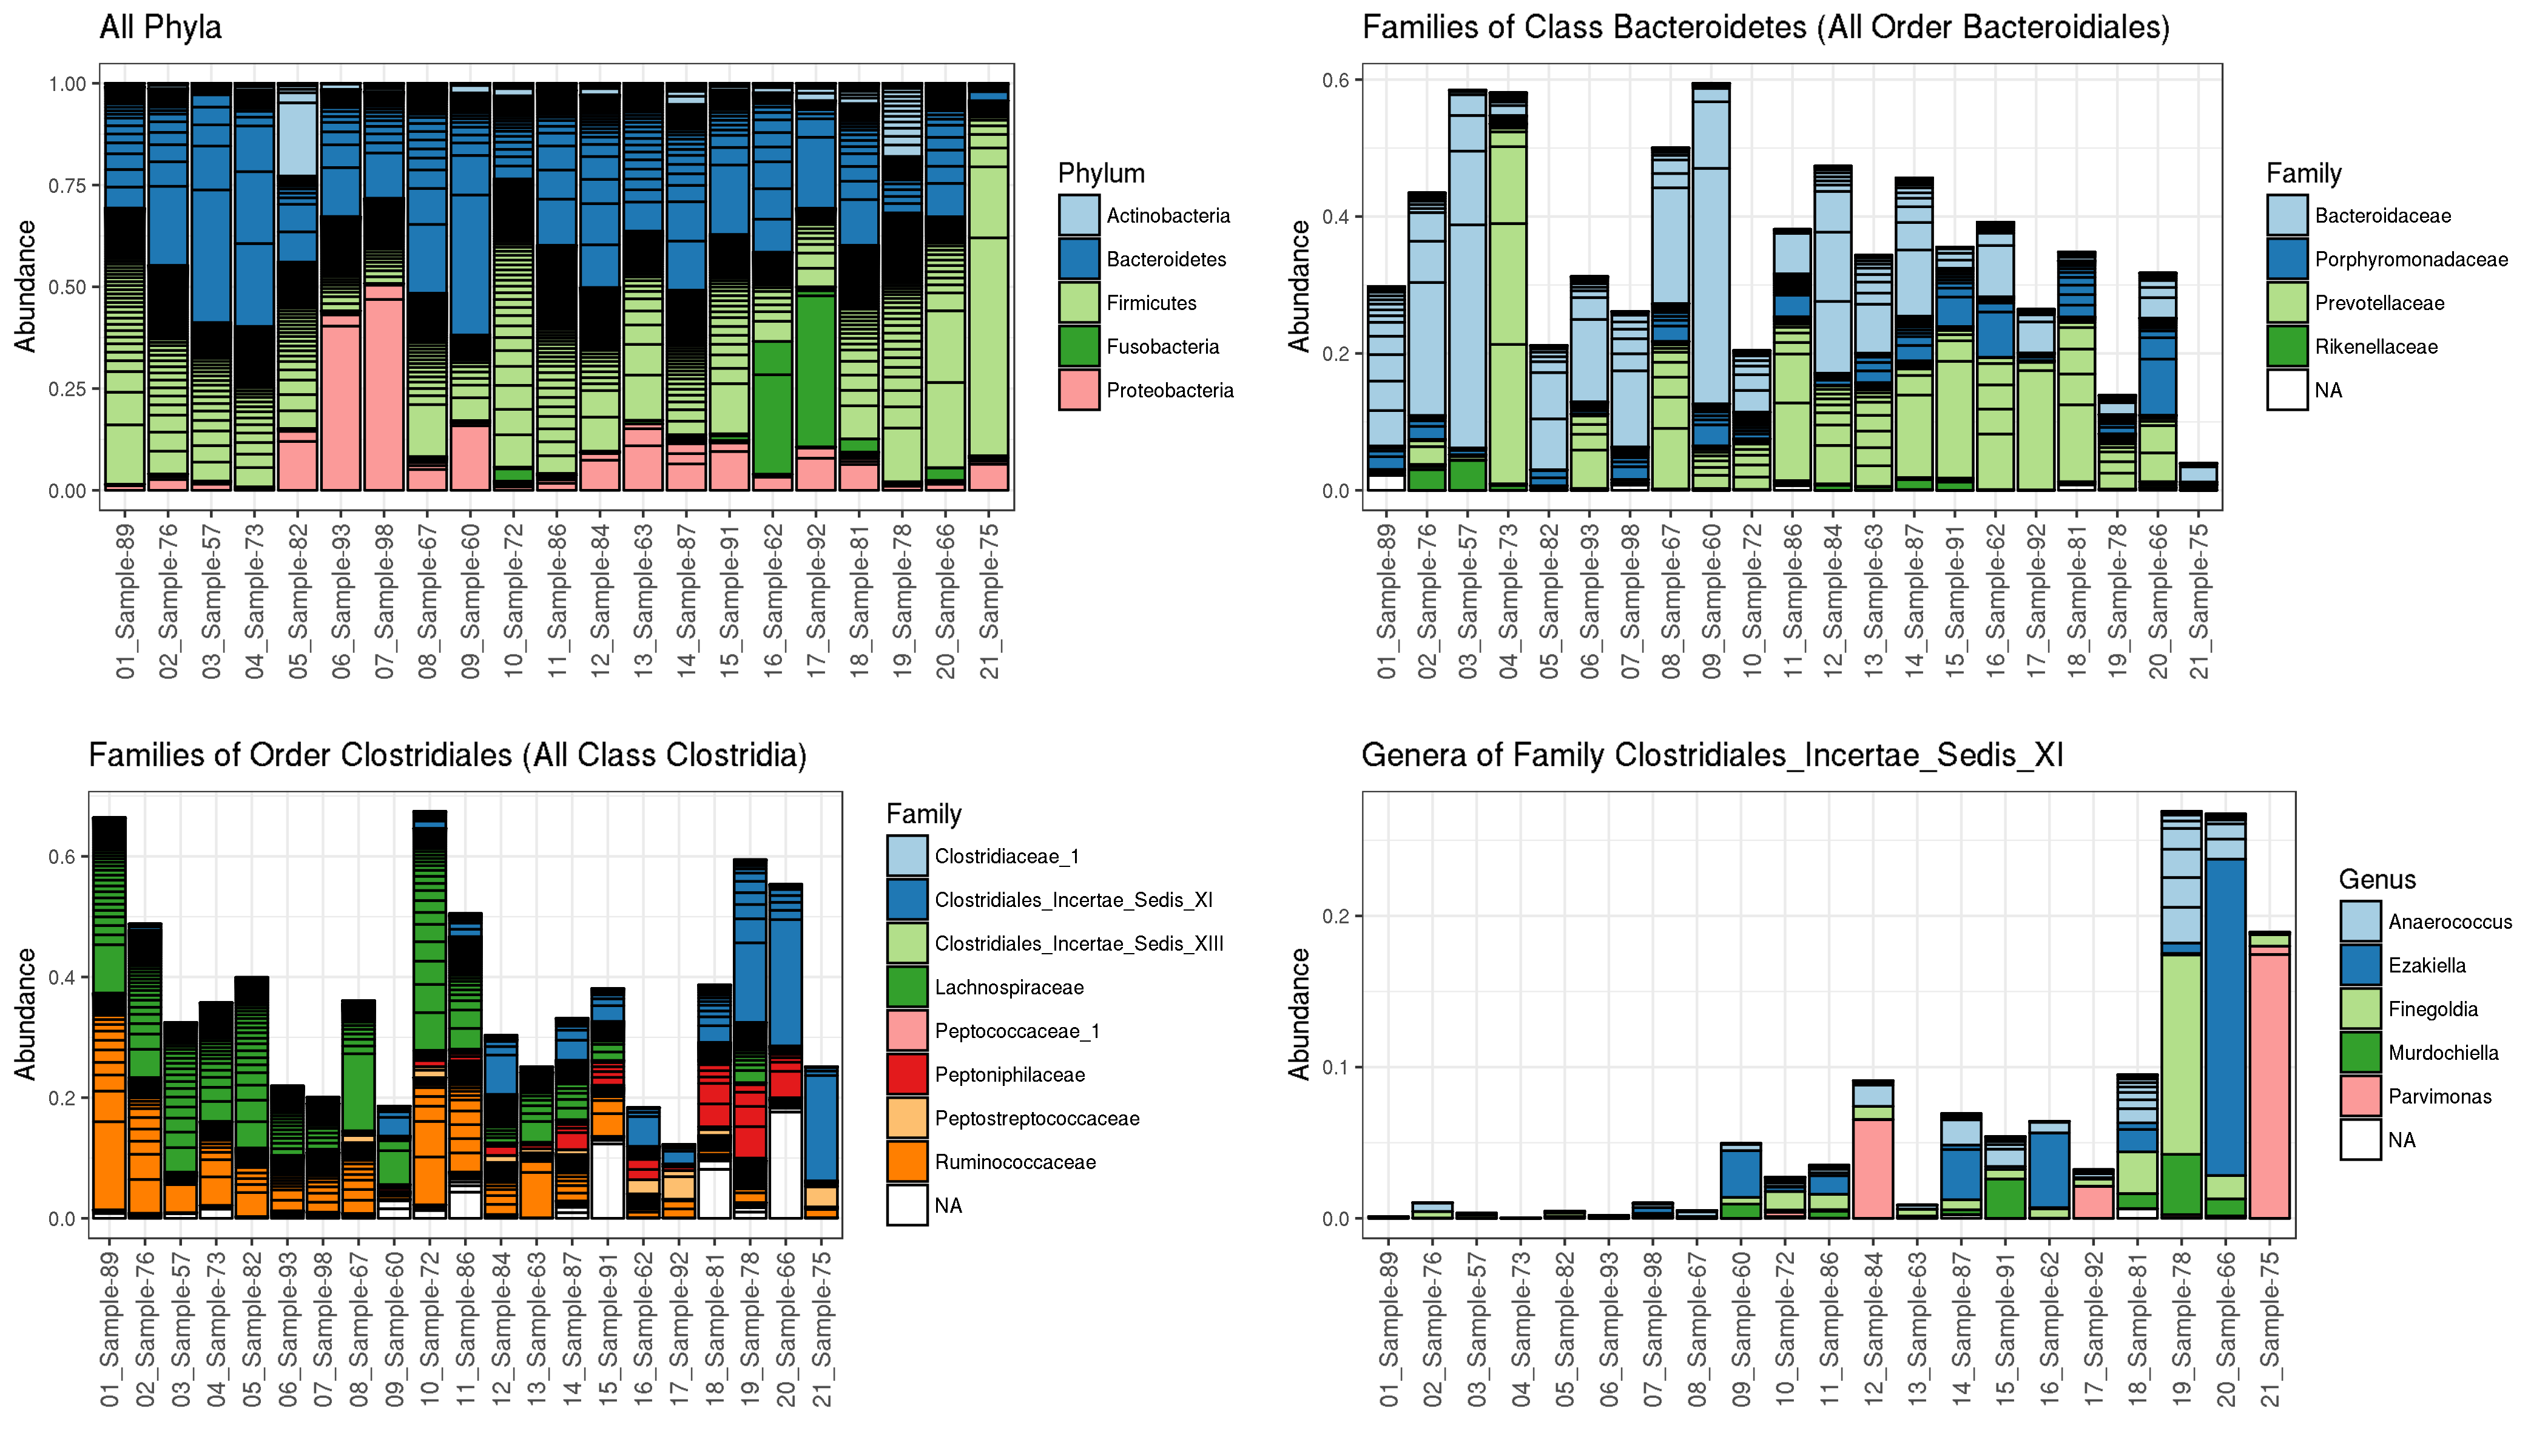 All Phyla
Abundance
1.00
0.75
0.50
0.25
0.00
01_Sample-89
02_Sample-76
03_Sample-57
04_Sample-73
05_Sample-82
06_Sample-93
07_Sample-98
08_Sample-67
09_Sample-60
10_Sample-72
11_Sample-86
12_Sample-84
13_Sample-63
14_Sample-87
15_Sample-91
16_Sample-62
17_Sample-92
18_Sample-81
19_Sample-78
20_Sample-66
21_Sample-75
Phylum
Actinobacteria
Bacteroidetes
Firmicutes
Fusobacteria
Proteobacteria
Families of Class Bacteroidetes (All Order Bacteroidiales)
Abundance
0.6
0.4
0.2
0.0
01_Sample-89
02_Sample-76
03_Sample-57
04_Sample-73
05_Sample-82
06_Sample-93
07_Sample-98
08_Sample-67
09_Sample-60
10_Sample-72
11_Sample-86
12_Sample-84
13_Sample-63
14_Sample-87
15_Sample-91
16_Sample-62
17_Sample-92
18_Sample-81
19_Sample-78
20_Sample-66
21_Sample-75
Family
Bacteroidaceae
Porphyromonadaceae
Prevotellaceae
Rikenellaceae
NA
Families of Order Clostridiales (All Class Clostridia)
Abundance
0.6
0.4
0.2
0.0
01_Sample-89
02_Sample-76
03_Sample-57
04_Sample-73
05_Sample-82
06_Sample-93
07_Sample-98
08_Sample-67
09_Sample-60
10_Sample-72
11_Sample-86
12_Sample-84
13_Sample-63
14_Sample-87
15_Sample-91
16_Sample-62
17_Sample-92
18_Sample-81
19_Sample-78
20_Sample-66
21_Sample-75
Family
Clostridiaceae_1
Clostridiales_Incertae_Sedis_XI
Clostridiales_Incertae_Sedis_XIII
Lachnospiraceae
Peptococcaceae_1
Peptoniphilaceae
Peptostreptococcaceae
Ruminococcaceae
NA
Genera of Family Clostridiales_Incertae_Sedis_XI
Abundance
0.2
0.1
0.0
01_Sample-89
02_Sample-76
03_Sample-57
04_Sample-73
05_Sample-82
06_Sample-93
07_Sample-98
08_Sample-67
09_Sample-60
10_Sample-72
11_Sample-86
12_Sample-84
13_Sample-63
14_Sample-87
15_Sample-91
16_Sample-62
17_Sample-92
18_Sample-81
19_Sample-78
20_Sample-66
21_Sample-75
Genus
Anaerococcus
Ezakiella
Finegoldia
Murdochiella
Parvimonas
NA